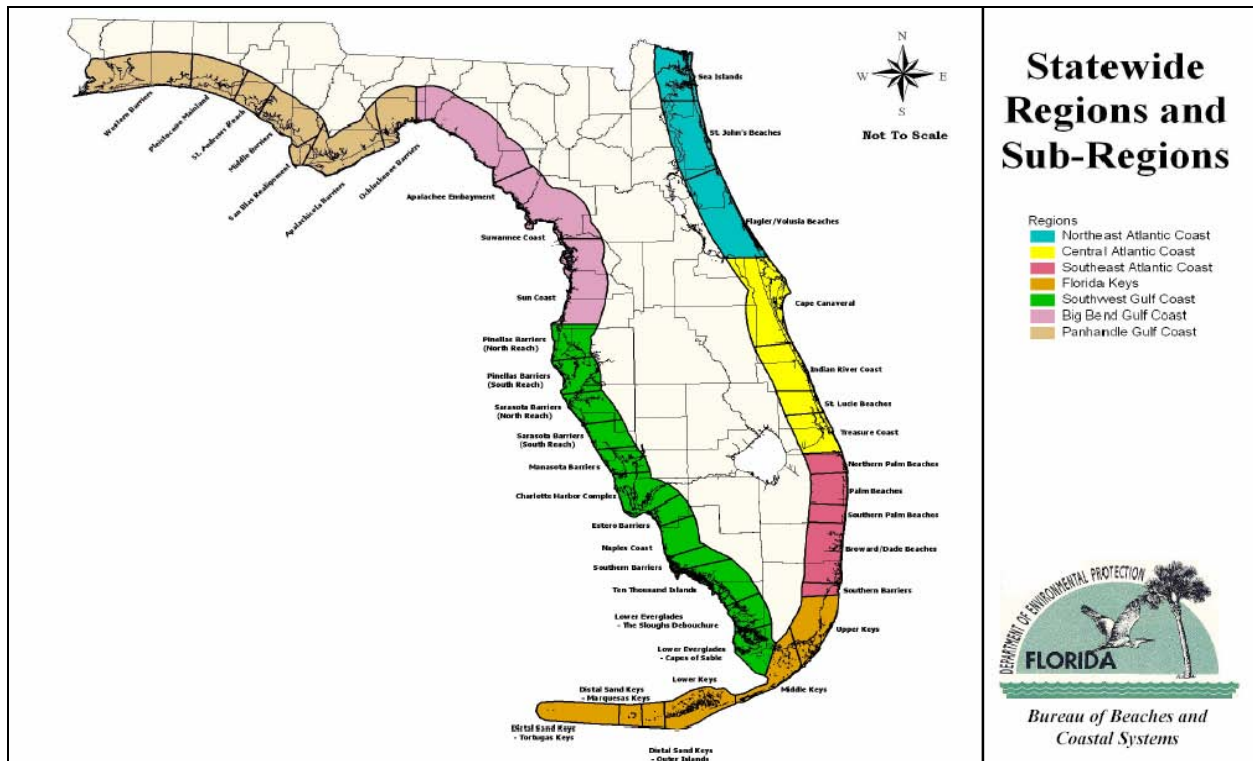 Statewide
Regions and
Sub-Regions
Regions
Northeast Atlantic Coast
Central Atlantic Coast
Southeast Atlantic Coast
Florida Keys
Southwest Gulf Coast
Big Bend Gulf Coast
Panhandle Gulf Coast
N
W
E
S
Not To Scale
Sea Islands
St. John's Beaches
Flagler/Volusia Beaches
Cape Canaveral
Indian River Coast
St. Lucie Beaches
Treasure Coast
Northern Palm Beaches
Palm Beaches
Southern Palm Beaches
Broward/Dade Beaches
Southern Barriers
Upper Keys
Middle Keys
Lower Keys
Distal Sand Keys
- Outer Islands
Distal Sand Keys
- Marquesas Keys
Distal Sand Keys
- Tortugas Keys
Western Barriers
Pleistocene Mainland
St. Andrews Reach
Middle Barriers
San Blas Realignment
Apalachicola Barriers
Ochlockonee Barriers
Apalachee Embayment
Suwannee Coast
Sun Coast
Pinellas Barriers
(North Reach)
Pinellas Barriers
(South Reach)
Sarasota Barriers
(North Reach)
Sarasota Barriers
(South Reach)
Manasota Barriers
Charlotte Harbor Complex
Estero Barriers
Naples Coast
Southern Barriers
Ten Thousand Islands
Lower Everglades
- The Sloughs Debouchure
Lower Everglades
- Capes of Sable
DEPARTMENT OF ENVIRONMENTAL PROTECTION
FLORIDA
Bureau of Beaches and
Coastal Systems